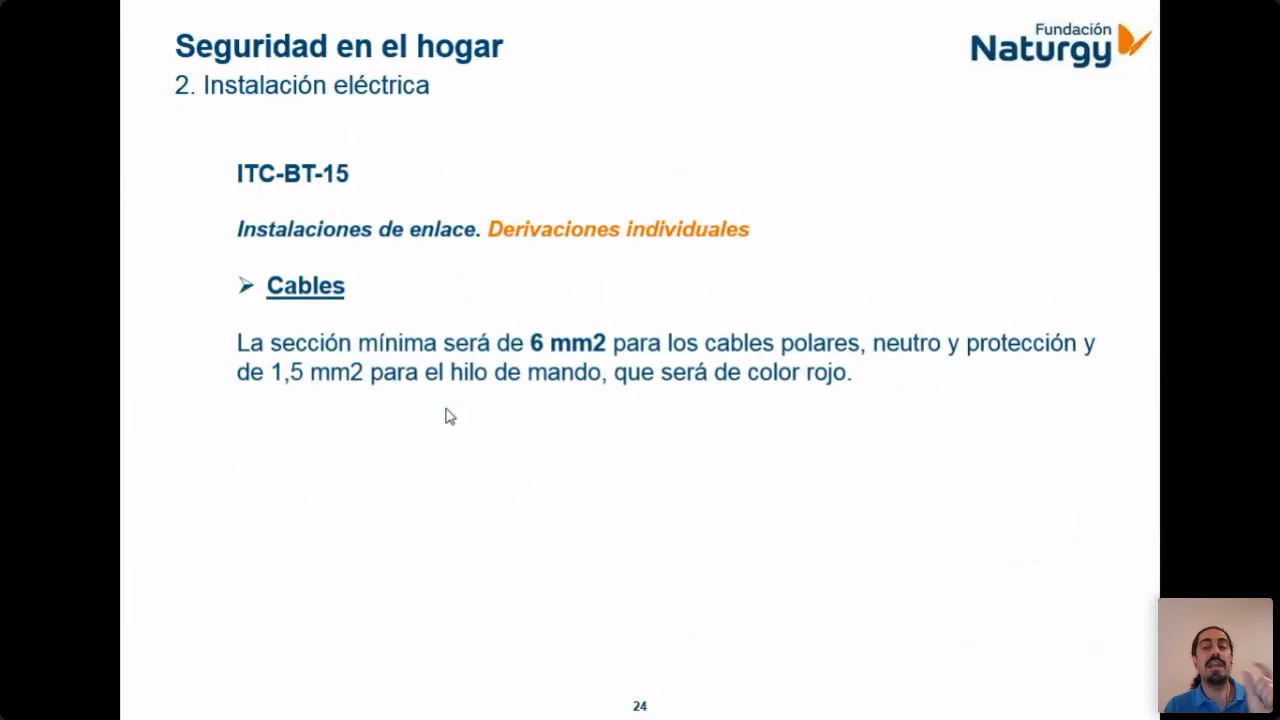 Seguridad en el hogar
Fundación
Naturgy
2. Instalación eléctrica
ITC-BT-15
Instalaciones de enlace. Derivaciones individuales
Cables
La sección mínima será de 6 mm2 para los cables polares, neutro y protección y
de 1,5 mm2 para el hilo de mando, que será de color rojo.
24